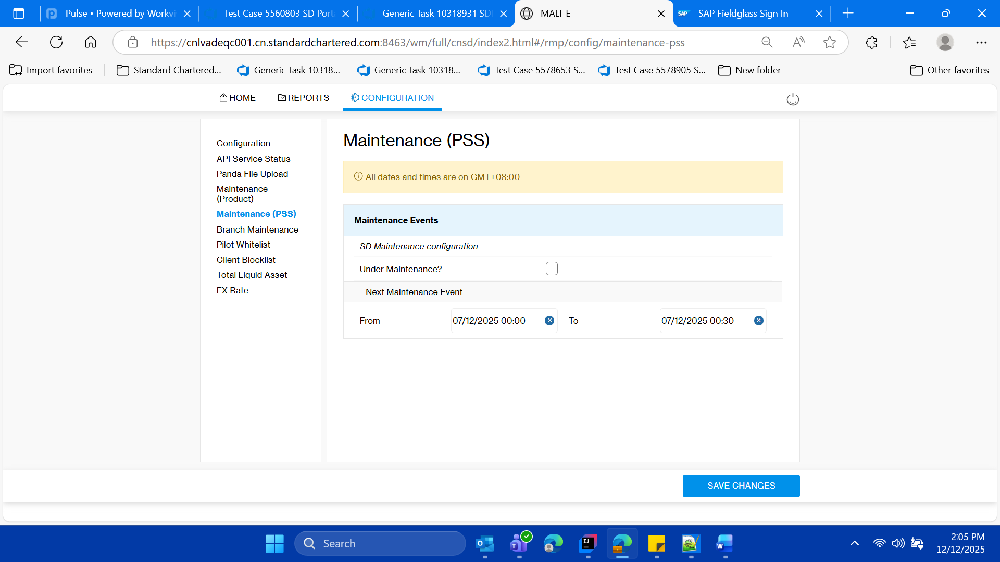 Pulse • Powered by Workvi
Test Case 5560803 SD Port
Generic Task 10318931 SD
MALI-E
SAP Fieldglass Sign In
https://cnlvadeqc001.cn.standardchartered.com:8463/wm/full/cnsd/index2.html#/rmp/config/maintenance-pss
Import favorites
Standard Chartered...
Generic Task 10318...
Generic Task 10318...
Test Case 5578653 S...
Test Case 5578905 S...
New folder
Other favorites
HOME
REPORTS
CONFIGURATION
Configuration
API Service Status
Panda File Upload
Maintenance
(Product)
Maintenance (PSS)
Branch Maintenance
Pilot Whitelist
Client Blocklist
Total Liquid Asset
FX Rate
Maintenance (PSS)
All dates and times are on GMT+08:00
Maintenance Events
SD Maintenance configuration
Under Maintenance?
Next Maintenance Event
From 07/12/2025 00:00 To 07/12/2025 00:30
SAVE CHANGES
Search
2:05 PM
12/12/2025